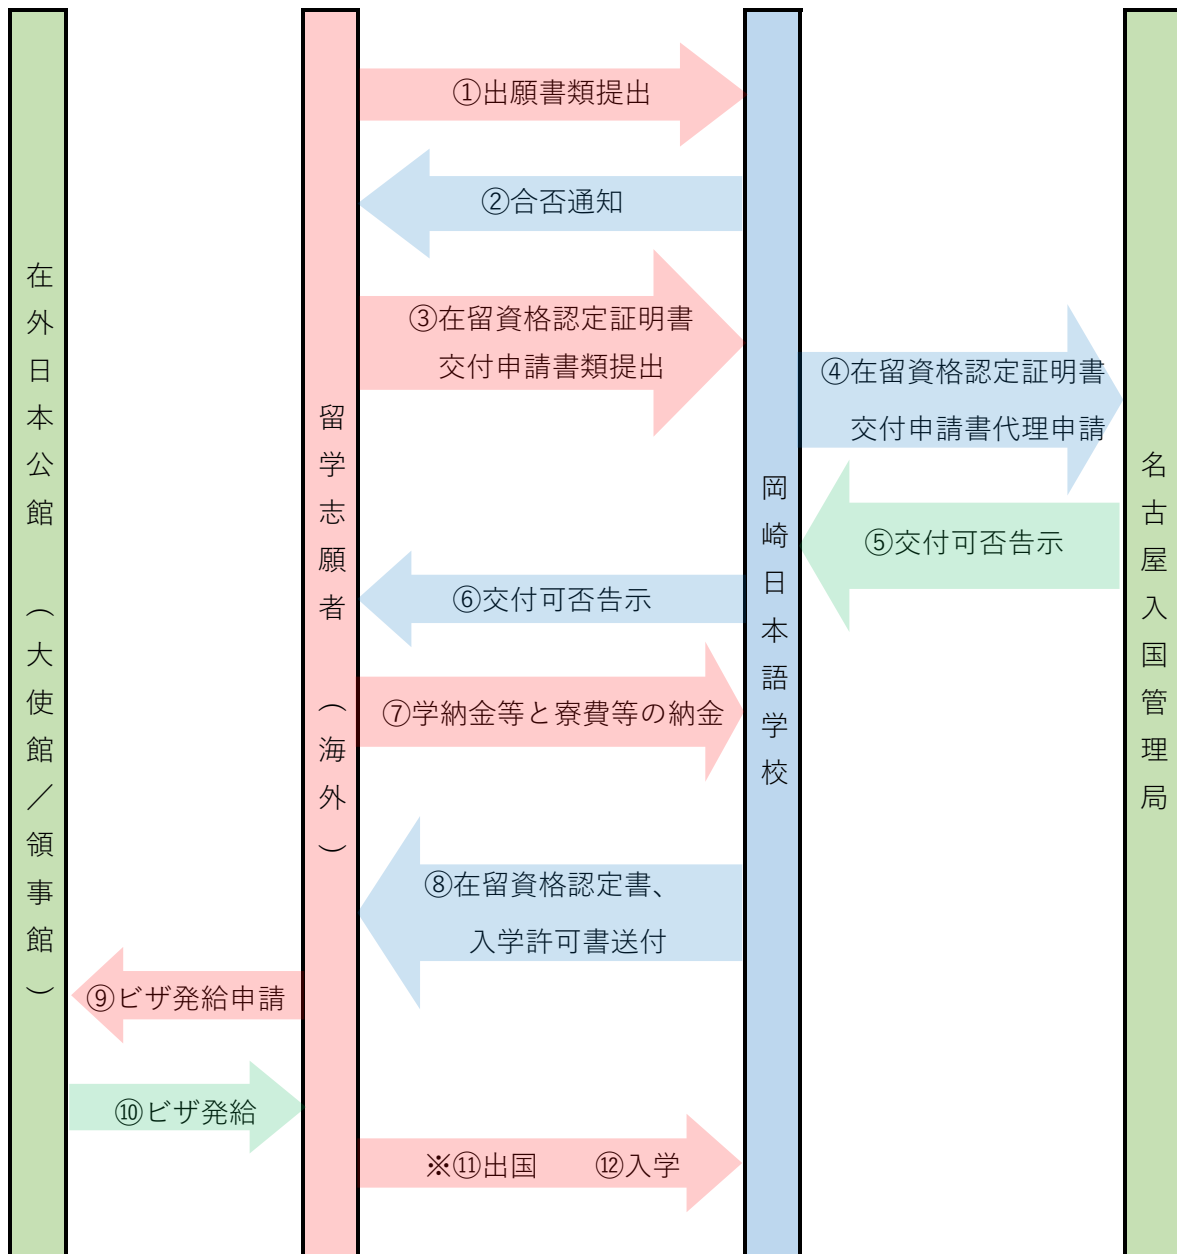 在外日本公館（大使館／領事館）
留学志願者（海外）
岡崎日本語学校
名古屋入国管理局
①出願書類提出
②合否通知
③在留資格認定証明書
交付申請書類提出
④在留資格認定証明書
交付申請書代理申請
⑤交付可否告示
⑥交付可否告示
⑦学納金等と寮費等の納金
⑧在留資格認定書、
入学許可書送付
⑨ビザ発給申請
⑩ビザ発給
※⑪出国　　⑫入学